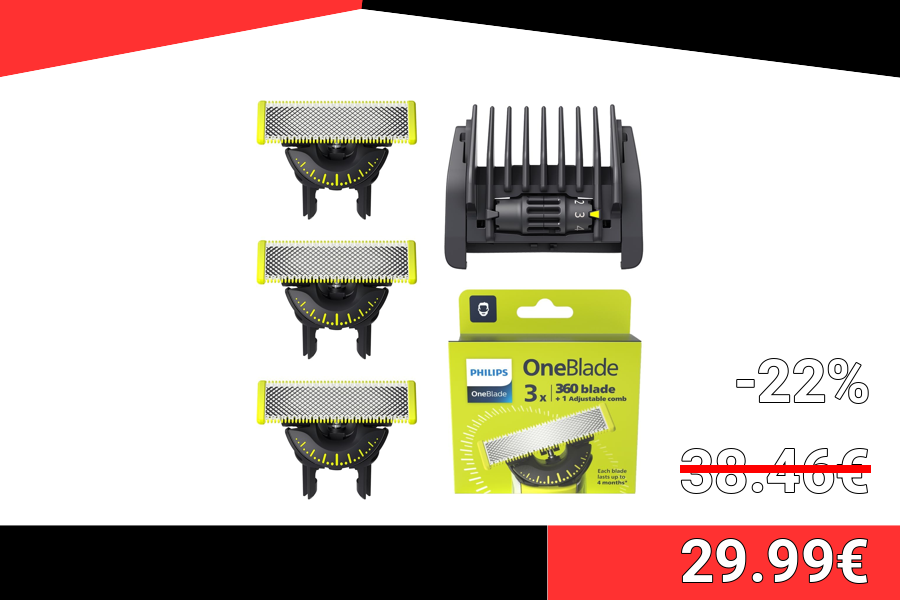 2
3
4
PHILIPS
OneBlade
OneBlade
3x 360 blade
+ 1 Adjustable comb
Each blade
lasts up to
4 months*
-22%
38.46€
29.99€